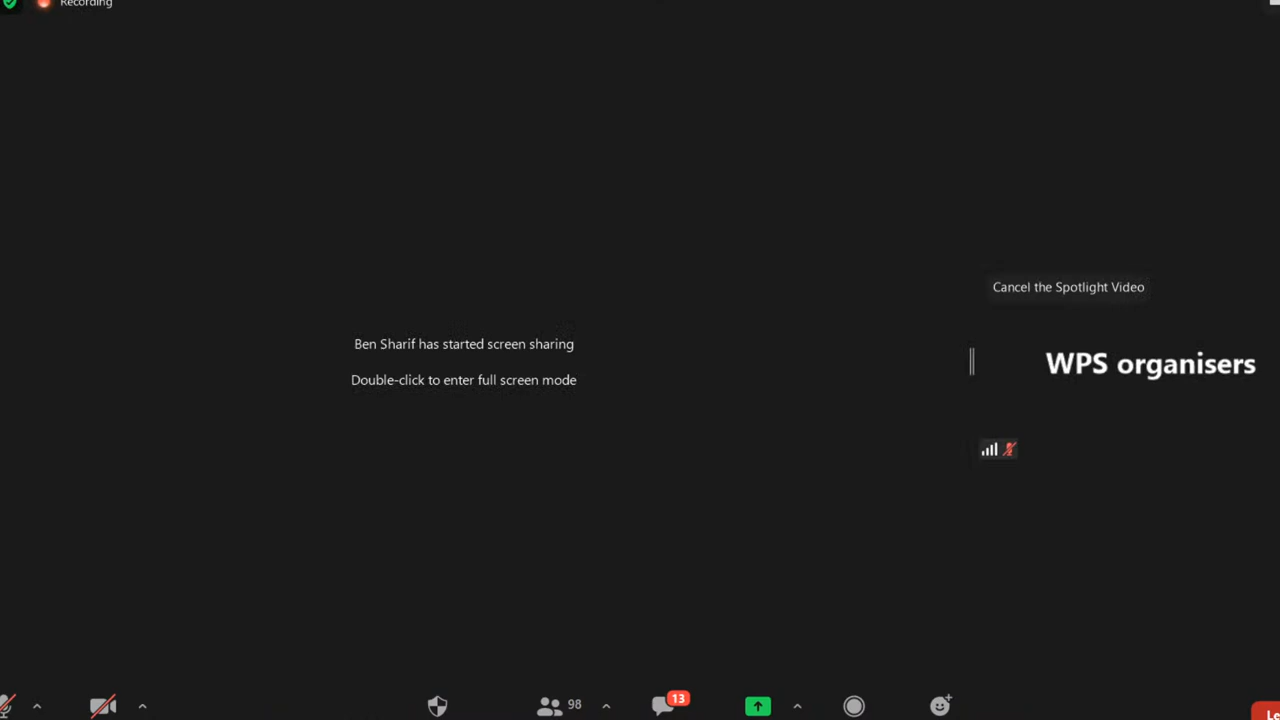 Recording
Cancel the Spotlight Video
Ben Sharif has started screen sharing
Double-click to enter full screen mode
WPS organisers
98
13